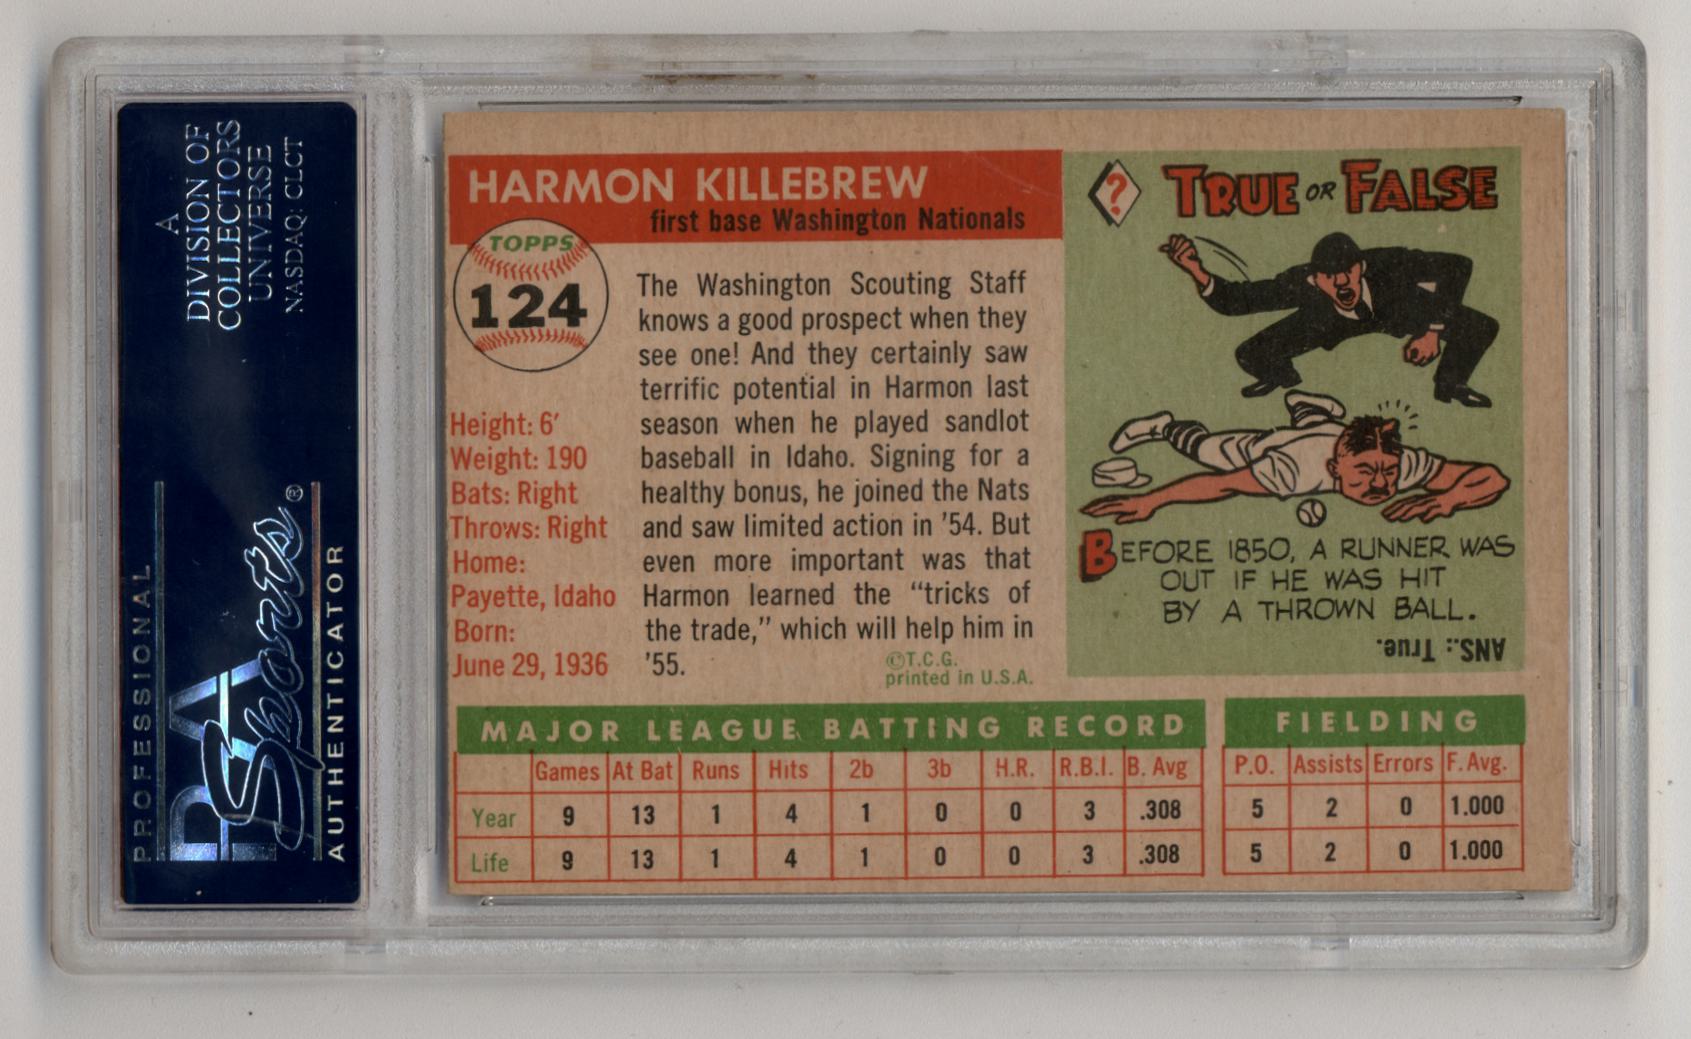 A
DIVISION OF
COLLECTORS
UNIVERSE
NASDAQ: CLCT
PROFESSIONAL
PSA
Sports®
AUTHENTICATOR
HARMON KILLEBREW
first base Washington Nationals
TOPPS
124
Height: 6'
Weight: 190
Bats: Right
Throws: Right
Home:
Payette, Idaho
Born:
June 29, 1936
The Washington Scouting Staff
knows a good prospect when they
see one! And they certainly saw
terrific potential in Harmon last
season when he played sandlot
baseball in Idaho. Signing for a
healthy bonus, he joined the Nats
and saw limited action in '54. But
even more important was that
Harmon learned the "tricks of
the trade," which will help him in
'55.
©T.C.G.
printed in U.S.A.
?
TRUE OR FALSE
BEFORE 1850, A RUNNER WAS
OUT IF HE WAS HIT
BY A THROWN BALL.
ANS.: True.
MAJOR LEAGUE BATTING RECORD
Games At Bat Runs Hits 2b 3b H.R. R.B.I. B. Avg
Year 9 13 1 4 1 0 0 3 .308
Life 9 13 1 4 1 0 0 3 .308
FIELDING
P.O. Assists Errors F. Avg.
5 2 0 1.000
5 2 0 1.000